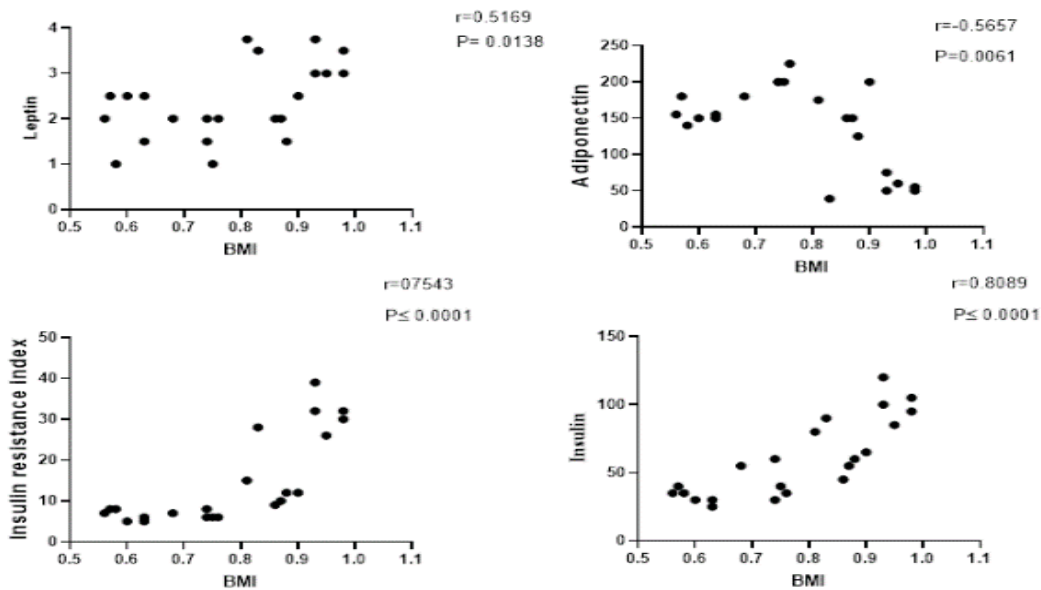 r=0.5169
P= 0.0138
4
3
2
1
0
Leptin
0.5 0.6 0.7 0.8 0.9 1.0 1.1
BMI
r=-0.5657
P=0.0061
250
200
150
100
50
0
Adiponectin
0.5 0.6 0.7 0.8 0.9 1.0 1.1
BMI
r=07543
P≤ 0.0001
50
40
30
20
10
0
Insulin resistance index
0.5 0.6 0.7 0.8 0.9 1.0 1.1
BMI
r=0.8089
P≤ 0.0001
150
100
50
0
Insulin
0.5 0.6 0.7 0.8 0.9 1.0 1.1
BMI